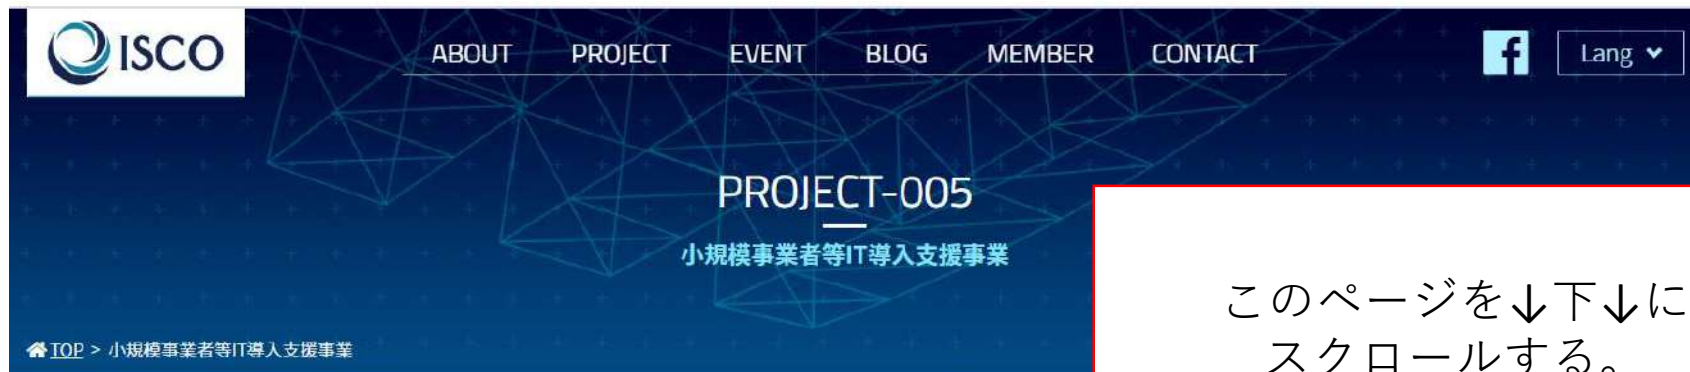 ISCO
ABOUT PROJECT EVENT BLOG MEMBER CONTACT
f Lang
PROJECT-005
小規模事業者等IT導入支援事業
このページを↓下↓に
スクロールする。
TOP > 小規模事業者等IT導入支援事業